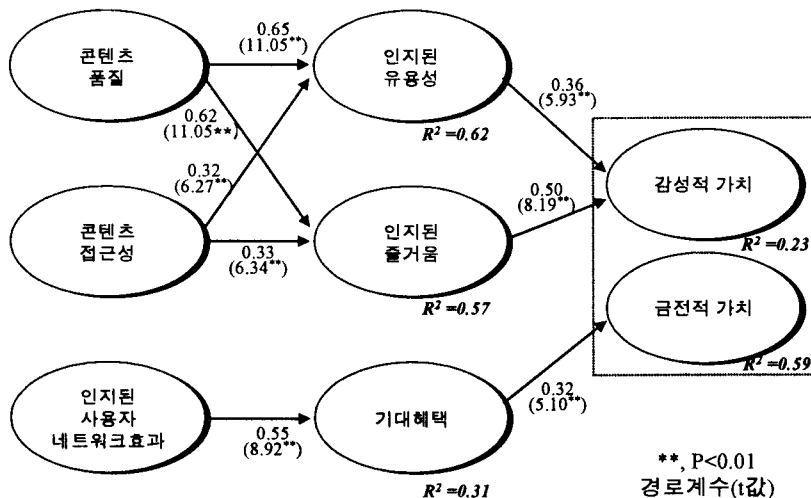 콘텐츠
품질
0.65
(11.05**)
인지된
유용성
R² =0.62
0.62
(11.05**)
0.32
(6.27**)
0.36
(5.93**)
콘텐츠
접근성
0.33
(6.34**)
인지된
즐거움
R² =0.57
0.50
(8.19**)
감성적 가치
R² =0.23
금전적 가치
R² =0.59
인지된
사용자
네트워크효과
0.55
(8.92**)
기대혜택
R² =0.31
0.32
(5.10**)
**, P<0.01
경로계수(t값)